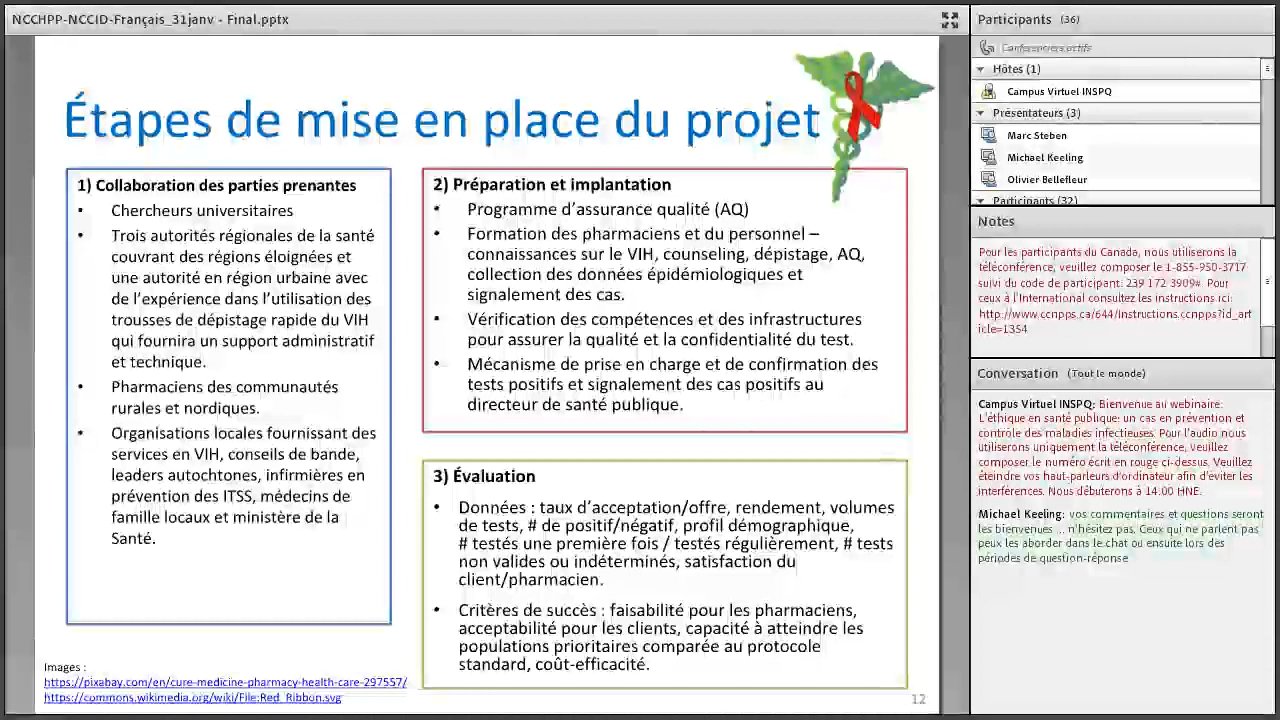 NCCHPP-NCCID-Français_31janv - Final.pptx
Étapes de mise en place du projet
1) Collaboration des parties prenantes
• Chercheurs universitaires
• Trois autorités régionales de la santé
couvrant des régions éloignées et
une autorité en région urbaine avec
de l'expérience dans l'utilisation des
trousses de dépistage rapide du VIH
qui fournira un support administratif
et technique.
• Pharmaciens des communautés
rurales et nordiques.
• Organisations locales fournissant des
services en VIH, conseils de bande,
leaders autochtones, infirmières en
prévention des ITSS, médecins de
famille locaux et ministère de la
Santé.
2) Préparation et implantation
• Programme d'assurance qualité (AQ)
• Formation des pharmaciens et du personnel –
connaissances sur le VIH, counseling, dépistage, AQ,
collection des données épidémiologiques et
signalement des cas.
• Vérification des compétences et des infrastructures
pour assurer la qualité et la confidentialité du test.
• Mécanisme de prise en charge et de confirmation des
tests positifs et signalement des cas positifs au
directeur de santé publique.
3) Évaluation
• Données : taux d'acceptation/offre, rendement, volumes
de tests, # de positif/négatif, profil démographique,
# testés une première fois / testés régulièrement, # tests
non valides ou indéterminés, satisfaction du
client/pharmacien.
• Critères de succès : faisabilité pour les pharmaciens,
acceptabilité pour les clients, capacité à atteindre les
populations prioritaires comparée au protocole
standard, coût-efficacité.
Images :
https://pixabay.com/en/cure-medicine-pharmacy-health-care-297557/
https://commons.wikimedia.org/wiki/File:Red_Ribbon.svg
12
Participants (36)
Conférenciers actifs
Hôtes (1)
Campus Virtuel INSPQ
Présentateurs (3)
Marc Steben
Michael Keeling
Olivier Bellefleur
Participants (32)
Notes
Pour les participants du Canada, nous utiliserons la
téléconférence, veuillez composer le 1-855-950-3717
suivi du code de participant: 239 172 3909#. Pour
ceux à l'International consultez les instructions ici:
http://www.ccnpps.ca/644/instructions.ccnpps?id_art
icle=1354
Conversation (Tout le monde)
Campus Virtuel INSPQ: Bienvenue au webinaire:
L'éthique en santé publique: un cas en prévention et
contrôle des maladies infectieuses. Pour l'audio nous
utiliserons uniquement la téléconférence, veuillez
composer le numéro écrit en rouge ci-dessus. Veuillez
éteindre vos haut-parleurs d'ordinateur afin d'éviter les
interférences. Nous débuterons à 14:00 HNE.
Michael Keeling: vos commentaires et questions seront
les bienvenues ... n'hésitez pas. Ceux qui ne parlent pas
peux les aborder dans le chat ou ensuite lors des
périodes de question-réponse